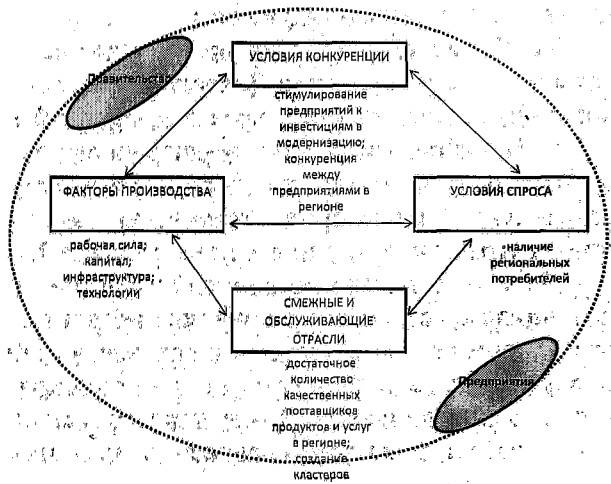 Правительство
УСЛОВИЯ КОНКУРЕНЦИИ
стимулирование
предприятий к
инвестициям в
модернизацию;
конкуренция
между
предприятиями в
регионе
ФАКТОРЫ ПРОИЗВОДСТВА
рабочая сила;
капитал;
инфраструктура;
технологии
УСЛОВИЯ СПРОСА
наличие
региональных
потребителей
СМЕЖНЫЕ И
ОБСЛУЖИВАЮЩИЕ
ОТРАСЛИ
достаточное
количество
качественных
поставщиков
продуктов и услуг
в регионе;
создание
кластеров
Предприятия